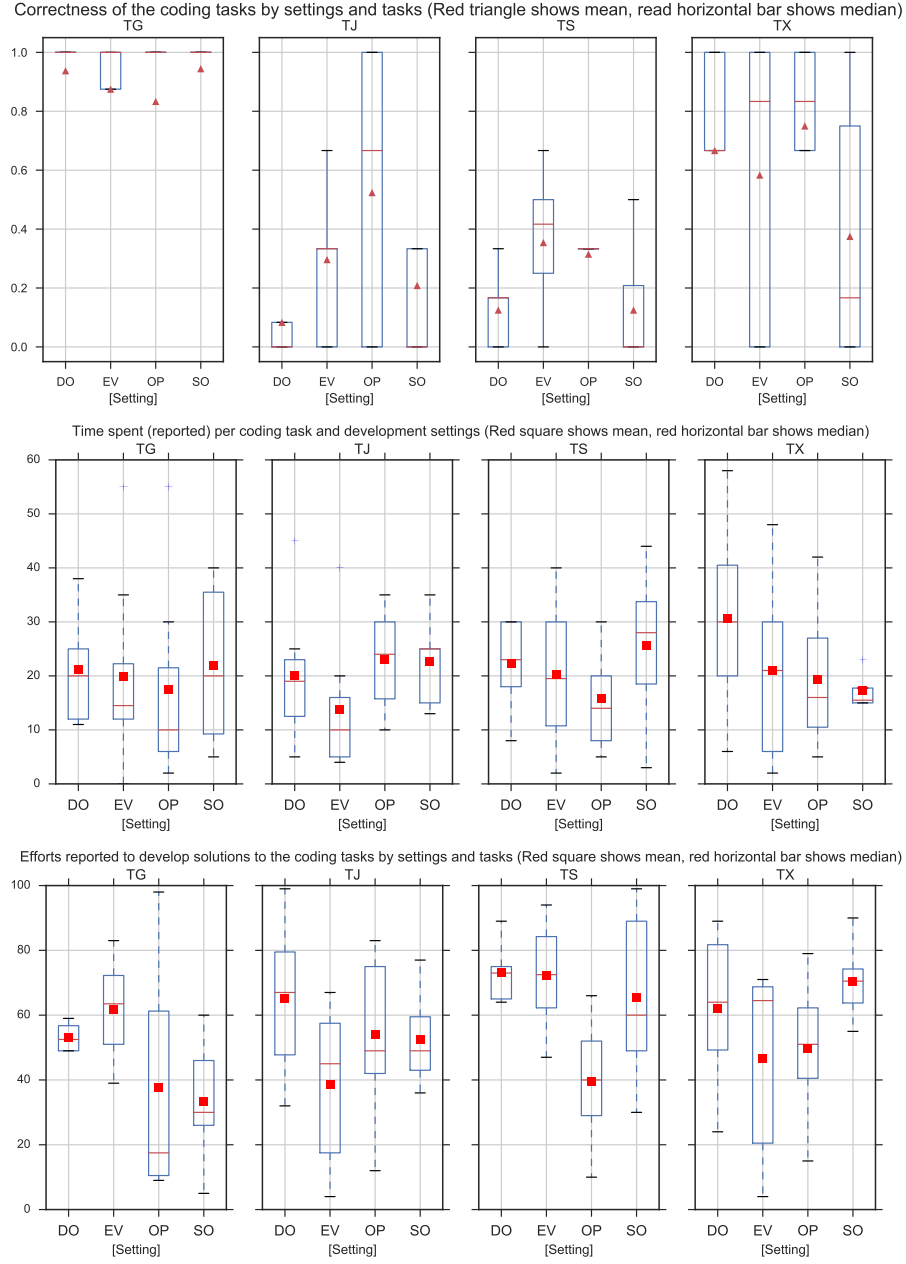 Correctness of the coding tasks by settings and tasks (Red triangle shows mean, read horizontal bar shows median)
TG TJ TS TX
1.0
0.8
0.6
0.4
0.2
0.0
DO EV OP SO DO EV OP SO DO EV OP SO DO EV OP SO
[Setting] [Setting] [Setting] [Setting]
Time spent (reported) per coding task and development settings (Red square shows mean, red horizontal bar shows median)
TG TJ TS TX
60
50
40
30
20
10
0
DO EV OP SO DO EV OP SO DO EV OP SO DO EV OP SO
[Setting] [Setting] [Setting] [Setting]
Efforts reported to develop solutions to the coding tasks by settings and tasks (Red square shows mean, red horizontal bar shows median)
TG TJ TS TX
100
80
60
40
20
0
DO EV OP SO DO EV OP SO DO EV OP SO DO EV OP SO
[Setting] [Setting] [Setting] [Setting]